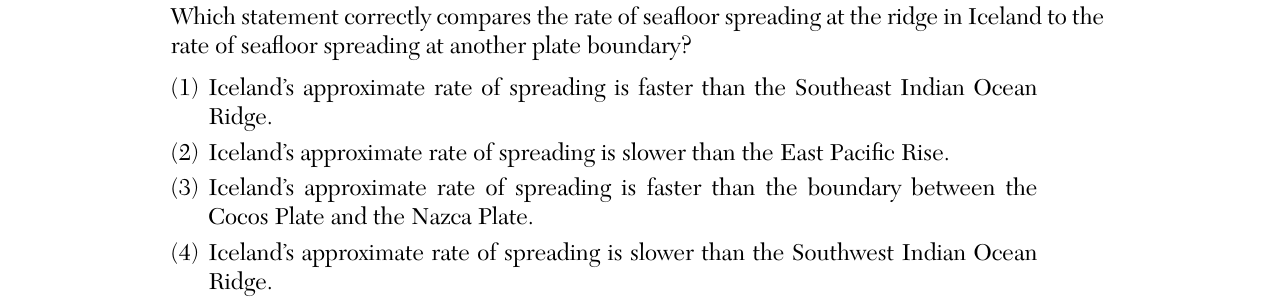 Which statement correctly compares the rate of seafloor spreading at the ridge in Iceland to the
rate of seafloor spreading at another plate boundary?
(1) Iceland’s approximate rate of spreading is faster than the Southeast Indian Ocean
Ridge.
(2) Iceland’s approximate rate of spreading is slower than the East Pacific Rise.
(3) Iceland’s approximate rate of spreading is faster than the boundary between the
Cocos Plate and the Nazca Plate.
(4) Iceland’s approximate rate of spreading is slower than the Southwest Indian Ocean
Ridge.